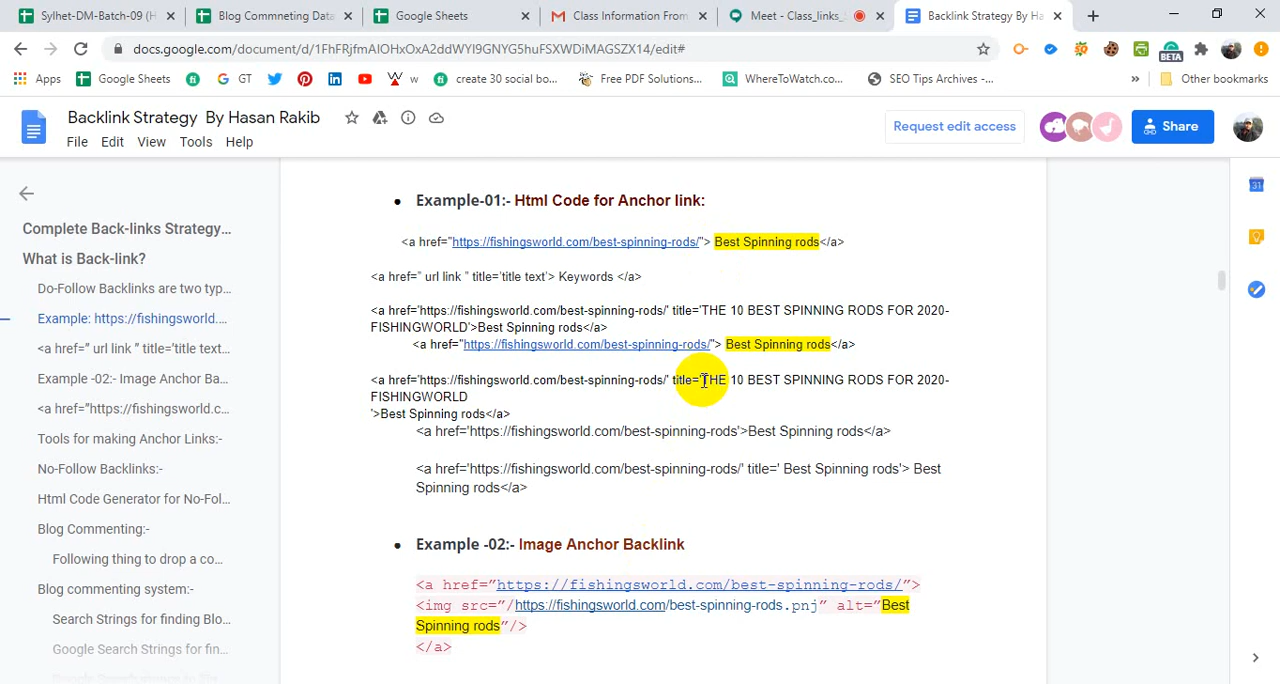 Sylhet-DM-Batch-09 (H
Blog Commneting Data
Google Sheets
Class Information From
Meet - Class_links_
Backlink Strategy By Ha
docs.google.com/document/d/1FhFRjfmAIOHxOxA2ddWYI9GNYG5huFSXWDiMAGSZX14/edit#
BETA
Apps
Google Sheets
GT
w
create 30 social bo...
Free PDF Solutions...
WhereToWatch.co...
SEO Tips Archives -...
Other bookmarks
Backlink Strategy By Hasan Rakib
File Edit View Tools Help
Request edit access
Share
Complete Back-links Strategy...
What is Back-link?
Do-Follow Backlinks are two typ...
Example: https://fishingsworld....
<a href=” url link ” title=’title text...
Example -02:- Image Anchor Ba...
<a href=”https://fishingsworld.c...
Tools for making Anchor Links:-
No-Follow Backlinks:-
Html Code Generator for No-Fol...
Blog Commenting:-
Following thing to drop a co...
Blog commenting system:-
Search Strings for finding Blo...
Google Search Strings for fin...
● Example-01:- Html Code for Anchor link:
<a href="https://fishingsworld.com/best-spinning-rods/"> Best Spinning rods</a>
<a href=” url link ” title=’title text’> Keywords </a>
<a href='https://fishingsworld.com/best-spinning-rods/' title='THE 10 BEST SPINNING RODS FOR 2020-
FISHINGWORLD'>Best Spinning rods</a>
<a href="https://fishingsworld.com/best-spinning-rods/"> Best Spinning rods</a>
<a href='https://fishingsworld.com/best-spinning-rods/' title='THE 10 BEST SPINNING RODS FOR 2020-
FISHINGWORLD
'>Best Spinning rods</a>
<a href='https://fishingsworld.com/best-spinning-rods'>Best Spinning rods</a>
<a href='https://fishingsworld.com/best-spinning-rods/' title=' Best Spinning rods'> Best
Spinning rods</a>
● Example -02:- Image Anchor Backlink
<a href=”https://fishingsworld.com/best-spinning-rods/”>
<img src=”/https://fishingsworld.com/best-spinning-rods.pnj” alt=”Best
Spinning rods”/>
</a>
31